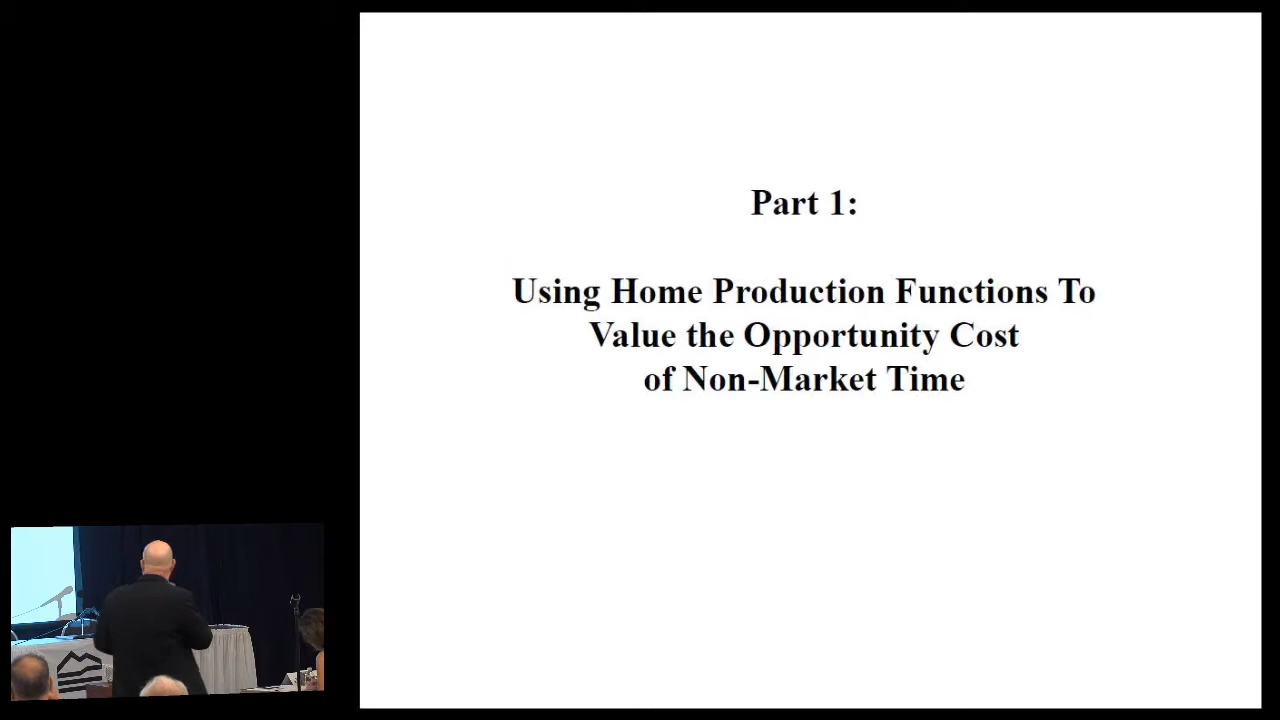 Part 1:
Using Home Production Functions To
Value the Opportunity Cost
of Non-Market Time